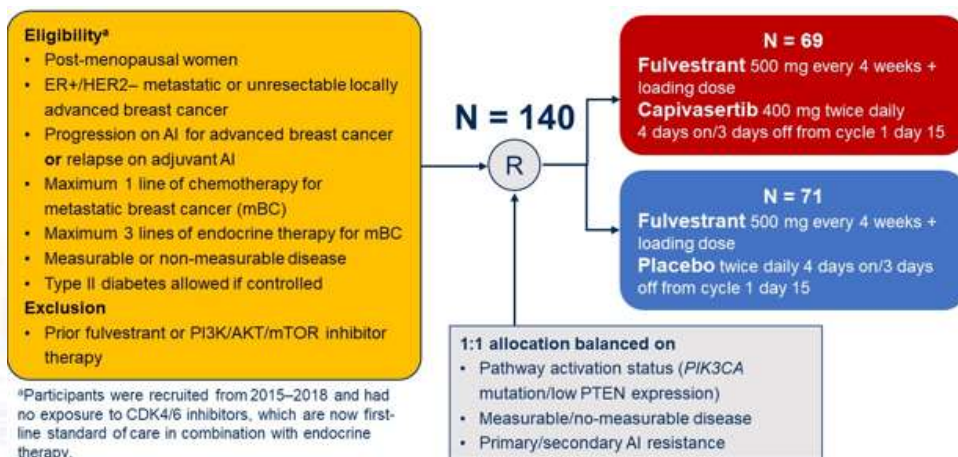 Eligibilityª
• Post-menopausal women
• ER+/HER2– metastatic or unresectable locally
advanced breast cancer
• Progression on AI for advanced breast cancer
or relapse on adjuvant AI
• Maximum 1 line of chemotherapy for
metastatic breast cancer (mBC)
• Maximum 3 lines of endocrine therapy for mBC
• Measurable or non-measurable disease
• Type II diabetes allowed if controlled
Exclusion
• Prior fulvestrant or PI3K/AKT/mTOR inhibitor
therapy
ªParticipants were recruited from 2015–2018 and had
no exposure to CDK4/6 inhibitors, which are now first-
line standard of care in combination with endocrine
therapy.
N = 140
R
N = 69
Fulvestrant 500 mg every 4 weeks +
loading dose
Capivasertib 400 mg twice daily
4 days on/3 days off from cycle 1 day 15
N = 71
Fulvestrant 500 mg every 4 weeks +
loading dose
Placebo twice daily 4 days on/3 days
off from cycle 1 day 15
1:1 allocation balanced on
• Pathway activation status (PIK3CA
mutation/low PTEN expression)
• Measurable/no-measurable disease
• Primary/secondary AI resistance